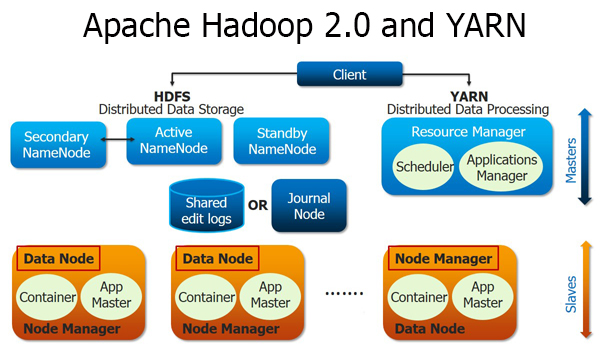 Apache Hadoop 2.0 and YARN
Client
HDFS
Distributed Data Storage
YARN
Distributed Data Processing
Secondary
NameNode
Active
NameNode
Standby
NameNode
Resource Manager
Scheduler
Applications
Manager
Masters
Shared
edit logs
OR
Journal
Node
Data Node
Container
App
Master
Node Manager
Data Node
Container
App
Master
Node Manager
.......
Node Manager
Container
App
Master
Data Node
Slaves